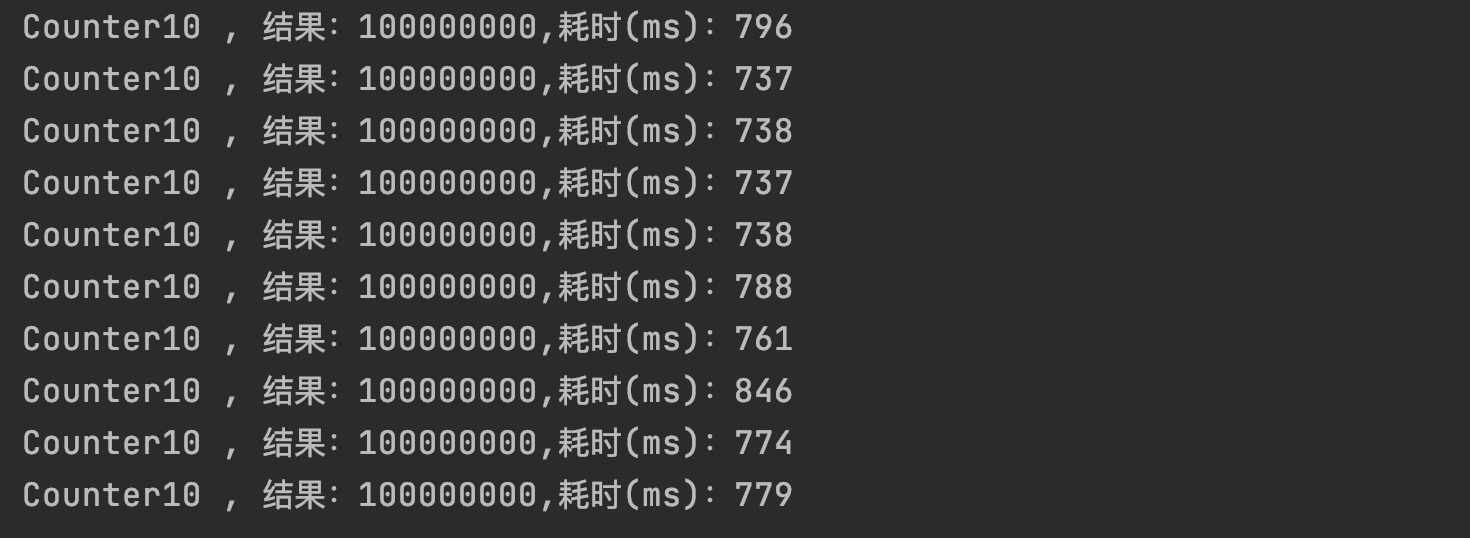 Counter10 , 结果：100000000,耗时(ms)：796
Counter10 , 结果：100000000,耗时(ms)：737
Counter10 , 结果：100000000,耗时(ms)：738
Counter10 , 结果：100000000,耗时(ms)：737
Counter10 , 结果：100000000,耗时(ms)：738
Counter10 , 结果：100000000,耗时(ms)：788
Counter10 , 结果：100000000,耗时(ms)：761
Counter10 , 结果：100000000,耗时(ms)：846
Counter10 , 结果：100000000,耗时(ms)：774
Counter10 , 结果：100000000,耗时(ms)：779